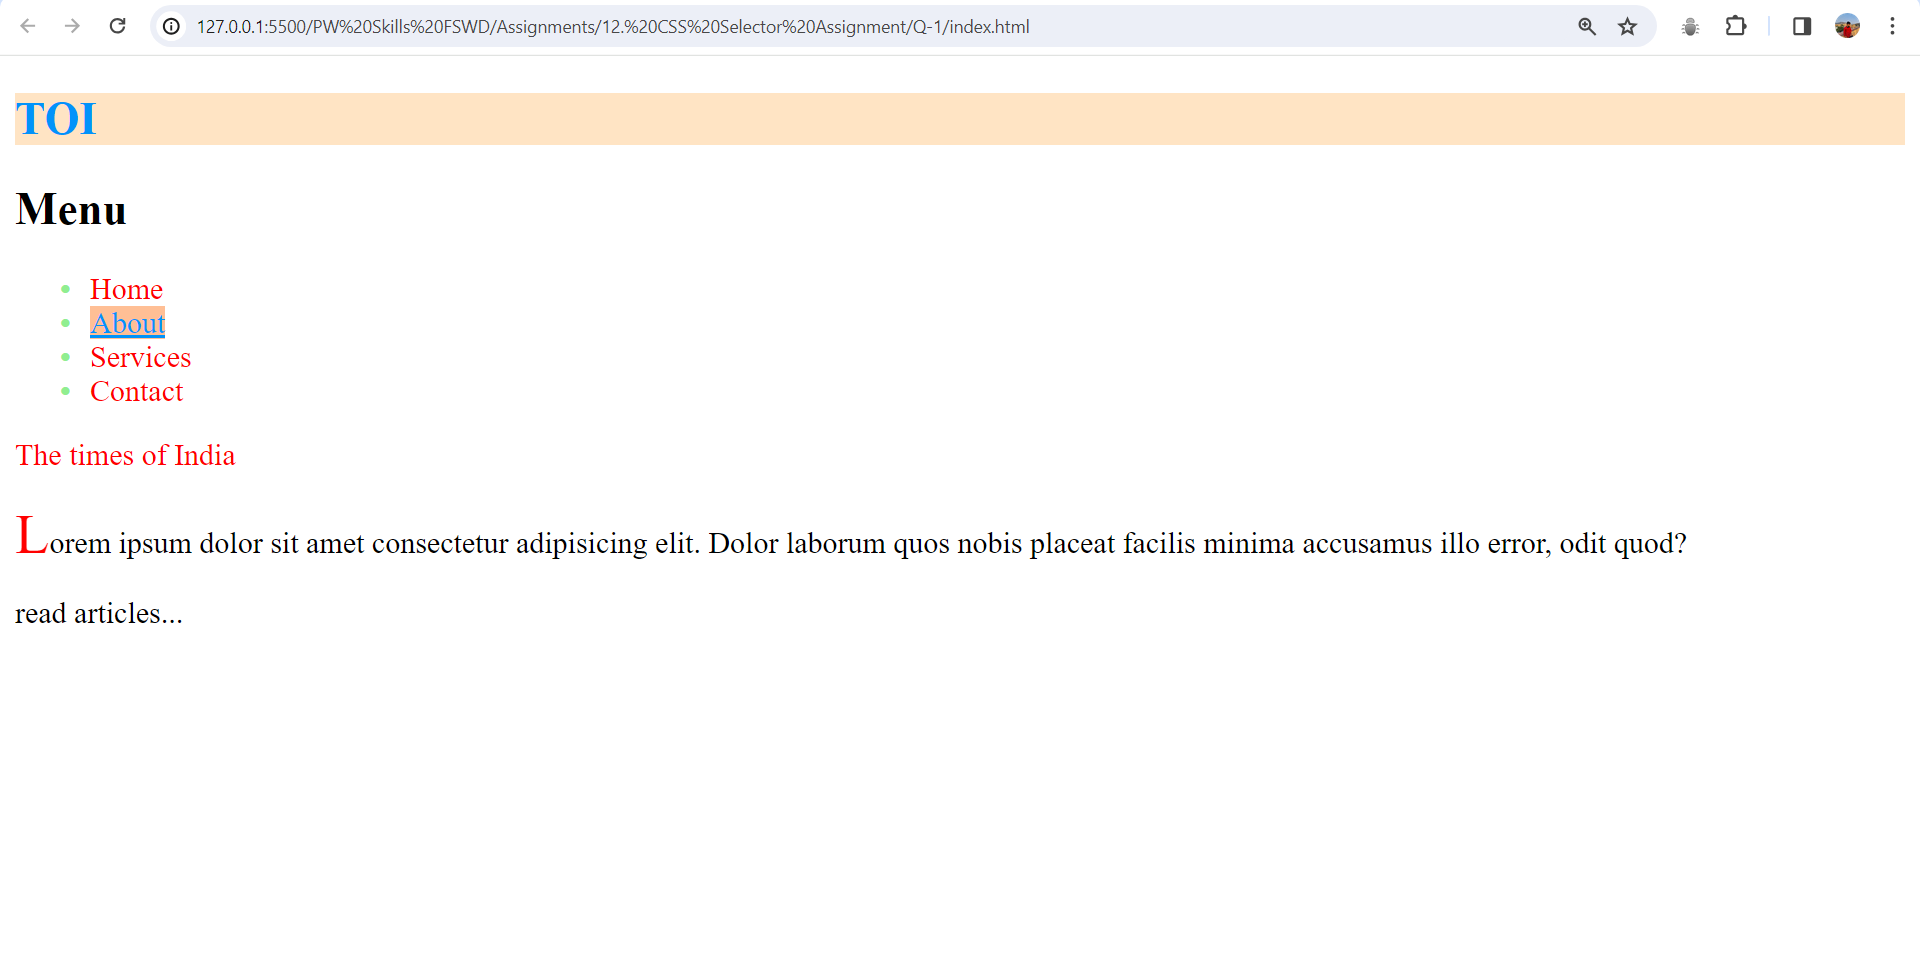 127.0.0.1:5500/PW%20Skills%20FSWD/Assignments/12.%20CSS%20Selector%20Assignment/Q-1/index.html
TOI
Menu
Home
About
Services
Contact
The times of India
Lorem ipsum dolor sit amet consectetur adipisicing elit. Dolor laborum quos nobis placeat facilis minima accusamus illo error, odit quod?
read articles...